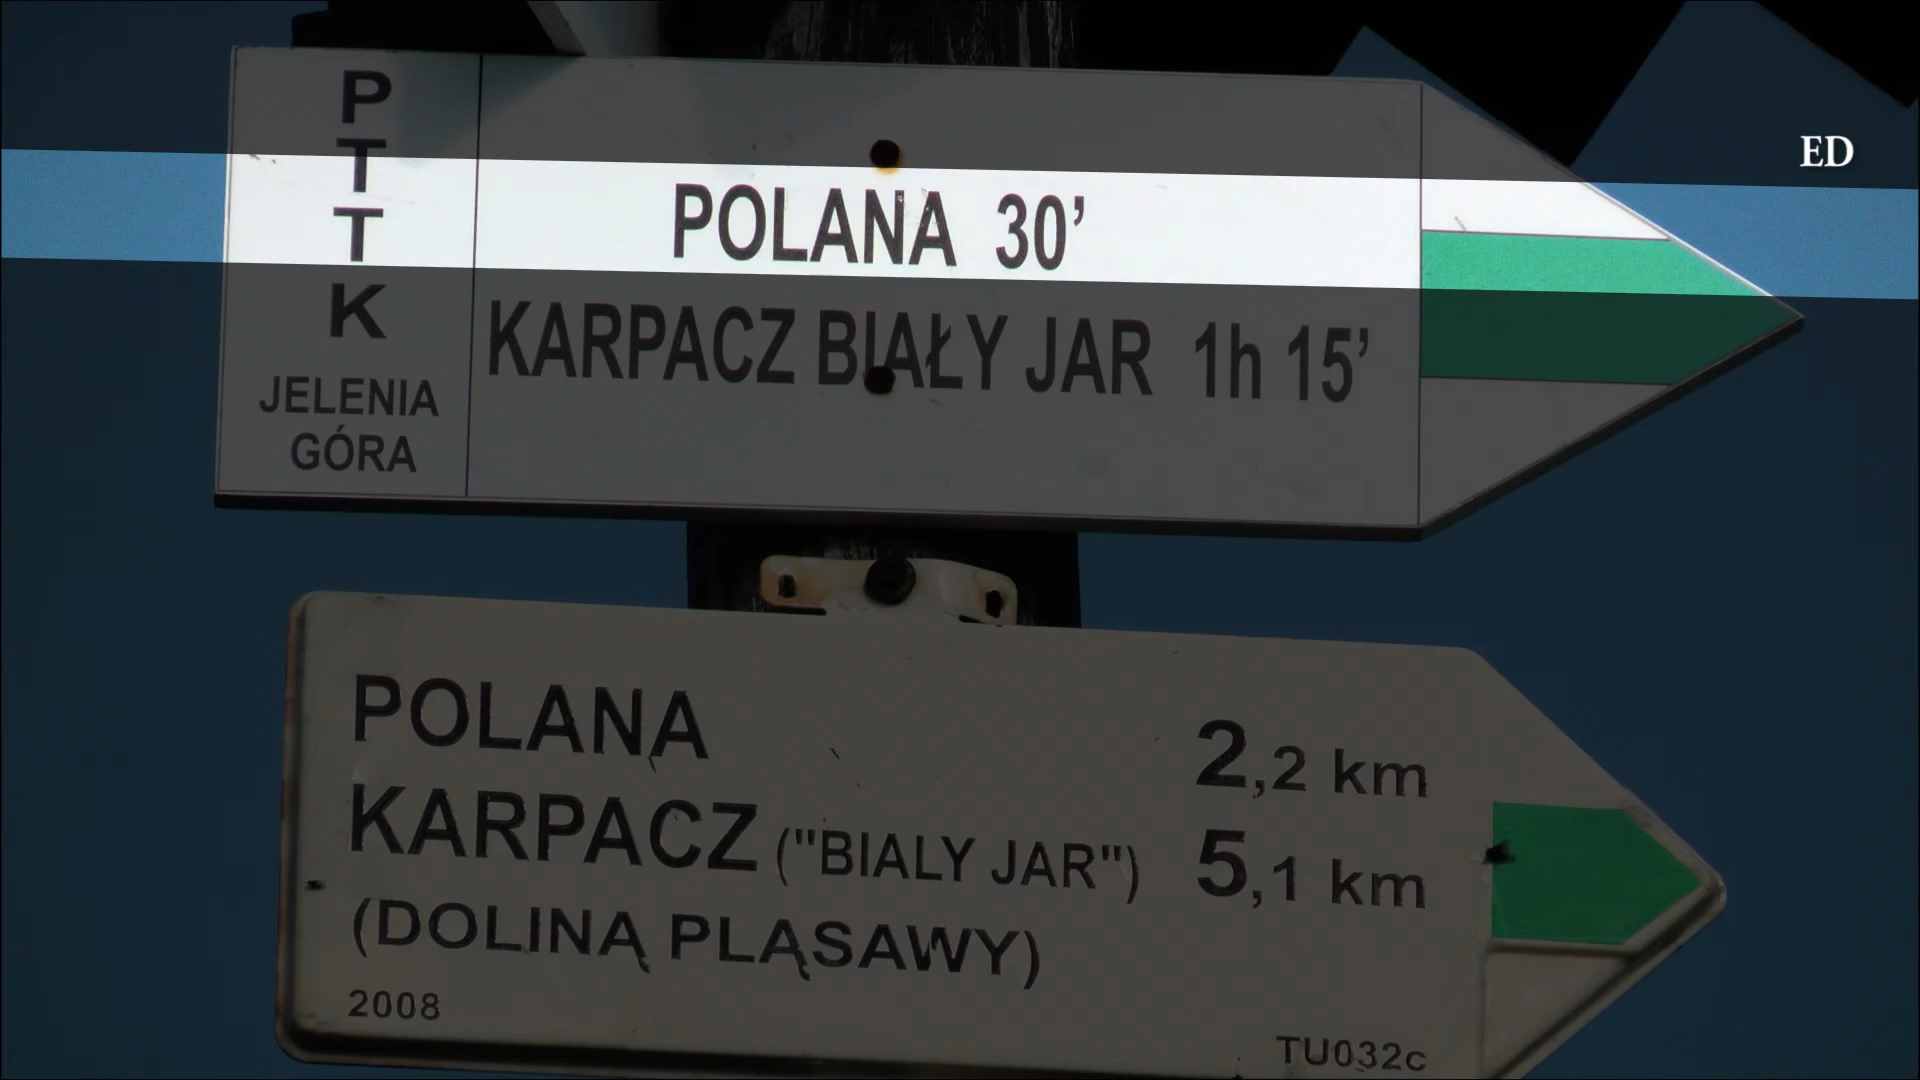 P
T
T
K
JELENIA
GÓRA
POLANA 30’
KARPACZ BIAŁY JAR 1h 15’
ED
POLANA 2,2 km
KARPACZ ("BIALY JAR") 5,1 km
(DOLINĄ PLĄSAWY)
2008
TU032c